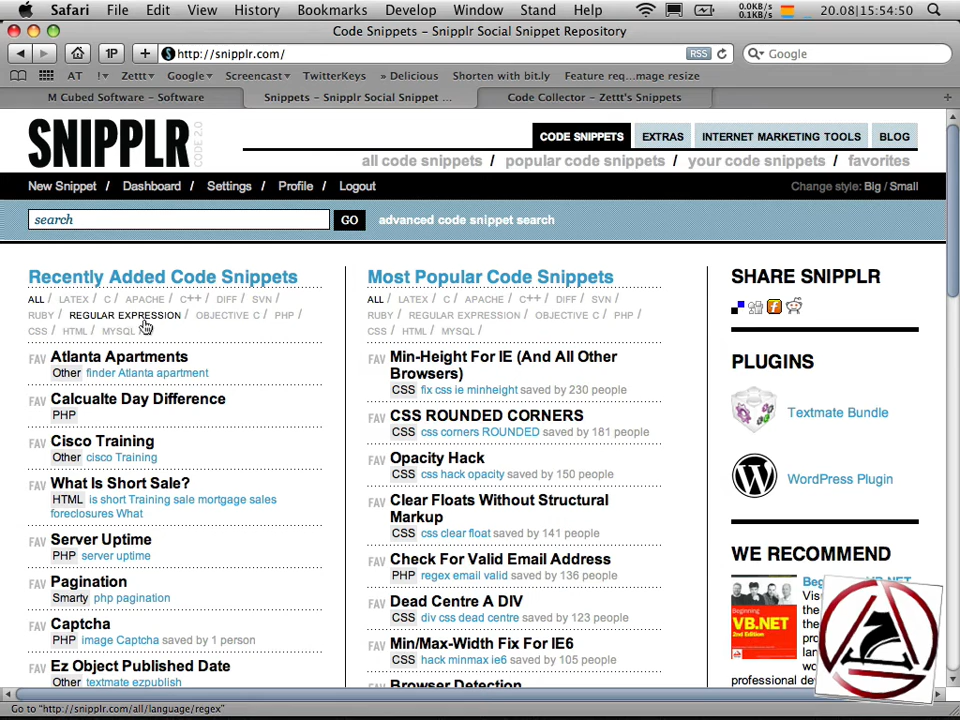 Safari File Edit View History Bookmarks Develop Window Stand Help 0.0KB/s 0.1KB/s 20.08|15:54:50
Code Snippets – Snipplr Social Snippet Repository
1P + http://snipplr.com/ RSS Google
AT !▾ Zettt▾ Google▾ Screencast▾ TwitterKeys » Delicious Shorten with bit.ly Feature req...mage resize
M Cubed Software – Software Snippets – Snipplr Social Snippet ... Code Collector – Zettt's Snippets +
SNIPPLR CODE 2.0
CODE SNIPPETS EXTRAS INTERNET MARKETING TOOLS BLOG
all code snippets / popular code snippets / your code snippets / favorites
New Snippet / Dashboard / Settings / Profile / Logout Change style: Big / Small
search GO advanced code snippet search
Recently Added Code Snippets
ALL / LATEX / C / APACHE / C++ / DIFF / SVN /
RUBY / REGULAR EXPRESSION / OBJECTIVE C / PHP /
CSS / HTML / MYSQL /
FAV Atlanta Apartments
Other finder Atlanta apartment
FAV Calcualte Day Difference
PHP
FAV Cisco Training
Other cisco Training
FAV What Is Short Sale?
HTML is short Training sale mortgage sales
foreclosures What
FAV Server Uptime
PHP server uptime
FAV Pagination
Smarty php pagination
FAV Captcha
PHP image Captcha saved by 1 person
FAV Ez Object Published Date
Other textmate ezpublish
Most Popular Code Snippets
ALL / LATEX / C / APACHE / C++ / DIFF / SVN /
RUBY / REGULAR EXPRESSION / OBJECTIVE C / PHP /
CSS / HTML / MYSQL /
FAV Min-Height For IE (And All Other
Browsers)
CSS fix css ie minheight saved by 230 people
FAV CSS ROUNDED CORNERS
CSS css corners ROUNDED saved by 181 people
FAV Opacity Hack
CSS css hack opacity saved by 150 people
FAV Clear Floats Without Structural
Markup
CSS css clear float saved by 141 people
FAV Check For Valid Email Address
PHP regex email valid saved by 136 people
FAV Dead Centre A DIV
CSS div css dead centre saved by 123 people
FAV Min/Max-Width Fix For IE6
CSS hack minmax ie6 saved by 105 people
Browser Detection
SHARE SNIPPLR
PLUGINS
Textmate Bundle
WordPress Plugin
WE RECOMMEND
Beginning
VB.NET
2nd Edition
professional
Go to "http://snipplr.com/all/language/regex"